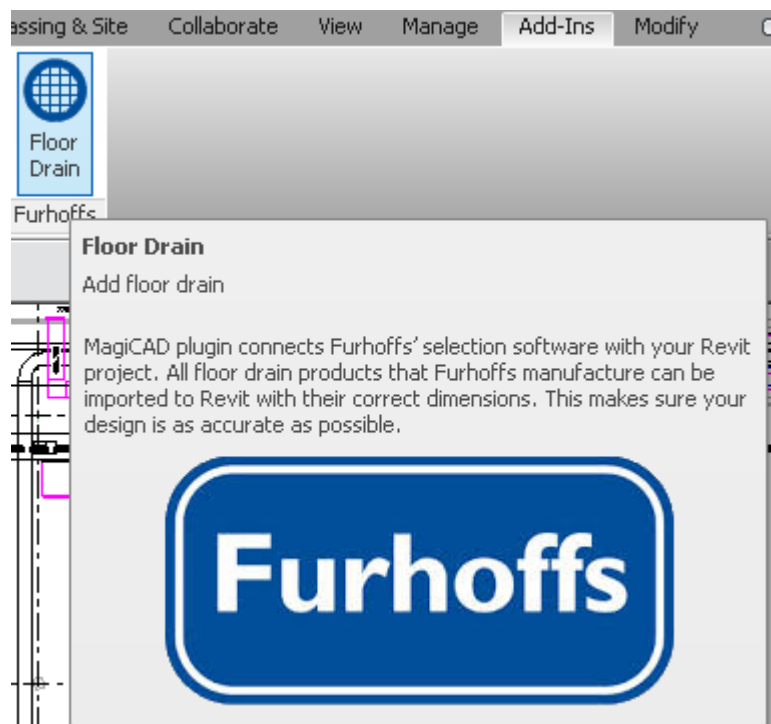 assing & Site Collaborate View Manage Add-Ins Modify
Floor
Drain
Furhoffs
Floor Drain
Add floor drain
MagiCAD plugin connects Furhoffs' selection software with your Revit
project. All floor drain products that Furhoffs manufacture can be
imported to Revit with their correct dimensions. This makes sure your
design is as accurate as possible.
Furhoffs